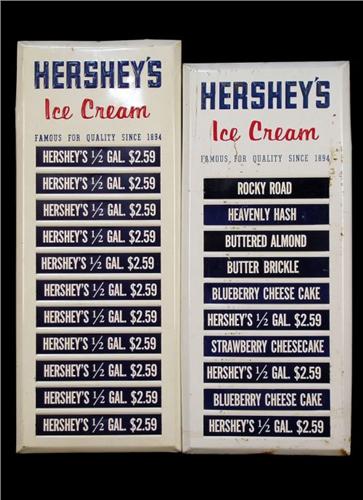 HERSHEY'S
Ice Cream
FAMOUS FOR QUALITY SINCE 1894
HERSHEY'S 1/2 GAL. $2.59
HERSHEY'S 1/2 GAL. $2.59
HERSHEY'S 1/2 GAL. $2.59
HERSHEY'S 1/2 GAL. $2.59
HERSHEY'S 1/2 GAL. $2.59
HERSHEY'S 1/2 GAL. $2.59
HERSHEY'S 1/2 GAL. $2.59
HERSHEY'S 1/2 GAL. $2.59
HERSHEY'S 1/2 GAL. $2.59
HERSHEY'S 1/2 GAL. $2.59
HERSHEY'S 1/2 GAL. $2.59
HERSHEY'S
Ice Cream
FAMOUS FOR QUALITY SINCE 1894
ROCKY ROAD
HEAVENLY HASH
BUTTERED ALMOND
BUTTER BRICKLE
BLUEBERRY CHEESE CAKE
HERSHEY'S 1/2 GAL. $2.59
STRAWBERRY CHEESECAKE
HERSHEY'S 1/2 GAL. $2.59
BLUEBERRY CHEESE CAKE
HERSHEY'S 1/2 GAL. $2.59